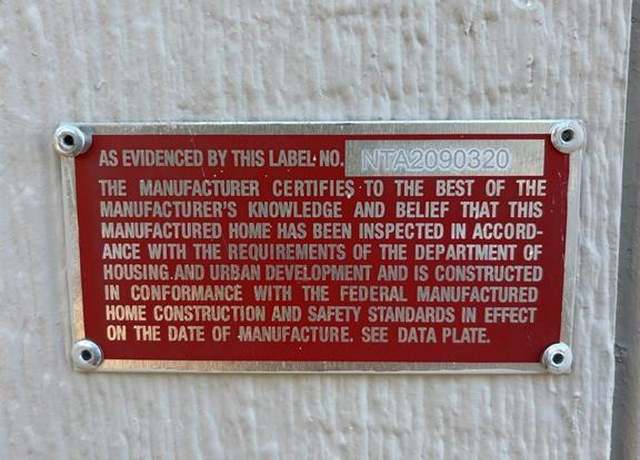 AS EVIDENCED BY THIS LABEL NO. NTA2090320
THE MANUFACTURER CERTIFIES TO THE BEST OF THE
MANUFACTURER'S KNOWLEDGE AND BELIEF THAT THIS
MANUFACTURED HOME HAS BEEN INSPECTED IN ACCORD-
ANCE WITH THE REQUIREMENTS OF THE DEPARTMENT OF
HOUSING AND URBAN DEVELOPMENT AND IS CONSTRUCTED
IN CONFORMANCE WITH THE FEDERAL MANUFACTURED
HOME CONSTRUCTION AND SAFETY STANDARDS IN EFFECT
ON THE DATE OF MANUFACTURE. SEE DATA PLATE.